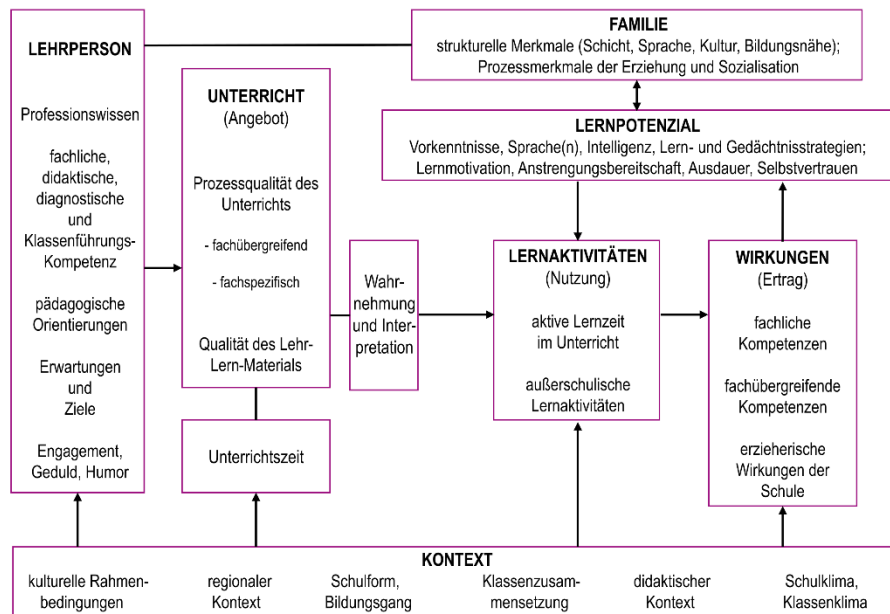 LEHRPERSON
Professionswissen
fachliche,
didaktische,
diagnostische
und
Klassenführungs-
Kompetenz
pädagogische
Orientierungen
Erwartungen
und
Ziele
Engagement,
Geduld, Humor
FAMILIE
strukturelle Merkmale (Schicht, Sprache, Kultur, Bildungsnähe);
Prozessmerkmale der Erziehung und Sozialisation
UNTERRICHT
(Angebot)
Prozessqualität des
Unterrichts
- fachübergreifend
- fachspezifisch
Qualität des Lehr-
Lern-Materials
Unterrichtszeit
LERNPOTENZIAL
Vorkenntnisse, Sprache(n), Intelligenz, Lern- und Gedächtnisstrategien;
Lernmotivation, Anstrengungsbereitschaft, Ausdauer, Selbstvertrauen
Wahr-
nehmung
und Inter-
pretation
LERNAKTIVITÄTEN
(Nutzung)
aktive Lernzeit
im Unterricht
außerschulische
Lernaktivitäten
WIRKUNGEN
(Ertrag)
fachliche
Kompetenzen
fachübergreifende
Kompetenzen
erzieherische
Wirkungen der
Schule
KONTEXT
kulturelle Rahmen-
bedingungen
regionaler
Kontext
Schulform,
Bildungsgang
Klassenzusam-
mensetzung
didaktischer
Kontext
Schulklima,
Klassenklima